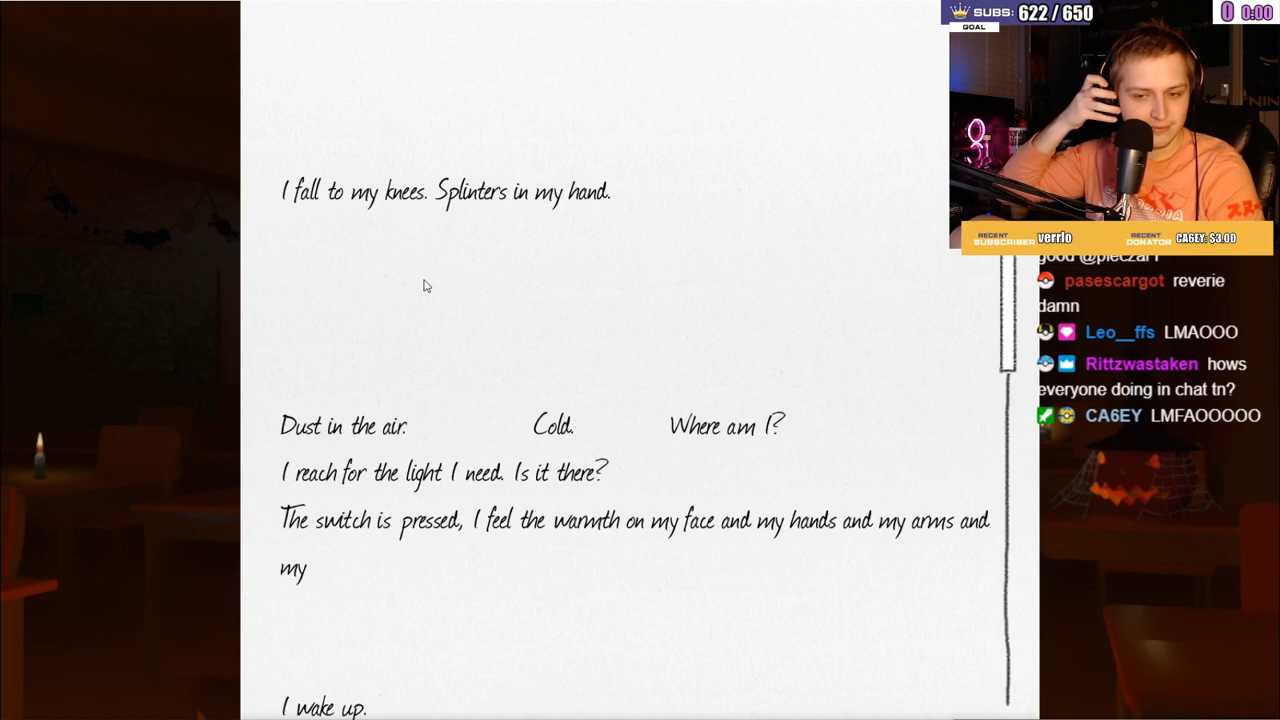 SUBS: 622 / 650
GOAL
0 0:00
I fall to my knees. Splinters in my hand.
RECENT SUBSCRIBER verrlo
RECENT DONATOR CA6EY: $3.00
pasescargot reverie
damn
Leo__ffs LMAOOO
Rittzwastaken hows
everyone doing in chat tn?
CA6EY LMFAOOOOO
Dust in the air. Cold. Where am I?
I reach for the light I need. Is it there?
The switch is pressed, I feel the warmth on my face and my hands and my arms and
my
I wake up.